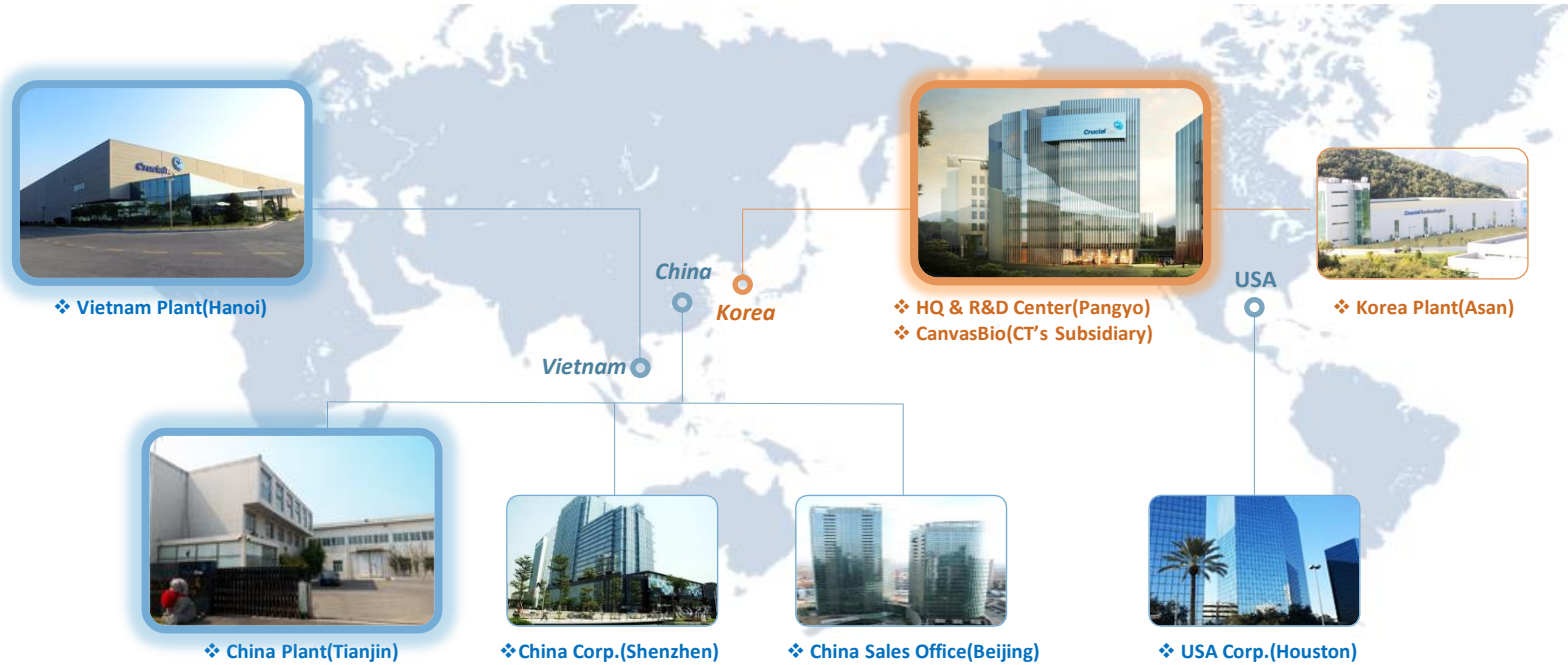 Crucial
China
Korea
USA
Vietnam
❖ Vietnam Plant(Hanoi)
❖ HQ & R&D Center(Pangyo)
❖ CanvasBio(CT’s Subsidiary)
❖ Korea Plant(Asan)
❖ China Plant(Tianjin)
❖China Corp.(Shenzhen)
❖ China Sales Office(Beijing)
❖ USA Corp.(Houston)